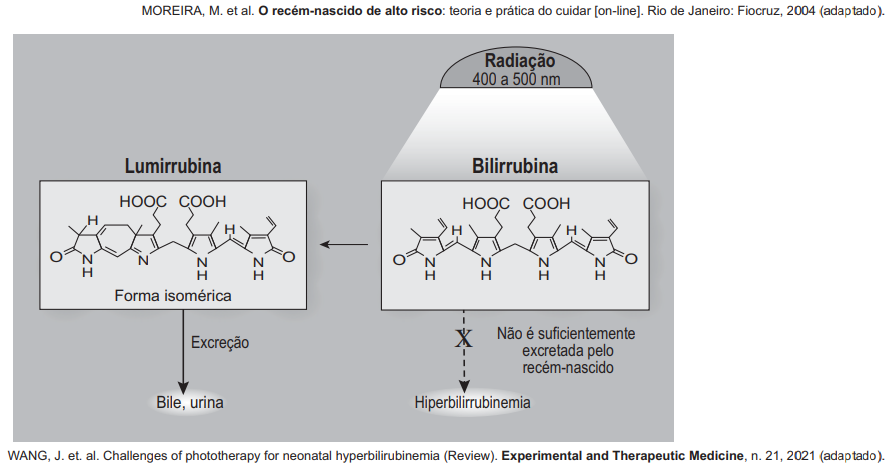 MOREIRA, M. et al. O recém-nascido de alto risco: teoria e prática do cuidar [on-line]. Rio de Janeiro: Fiocruz, 2004 (adaptado).
Radiação
400 a 500 nm
Lumirrubina
Bilirrubina
HOOC COOH
H
O
N
H
N
N
H
H
N
H
O
Forma isomérica
HOOC COOH
H
H
O
N
H
N
H
N
H
N
H
O
Excreção
X
Não é suficientemente
excretada pelo
recém-nascido
Bile, urina
Hiperbilirrubinemia
WANG, J. et. al. Challenges of phototherapy for neonatal hyperbilirubinemia (Review). Experimental and Therapeutic Medicine, n. 21, 2021 (adaptado).